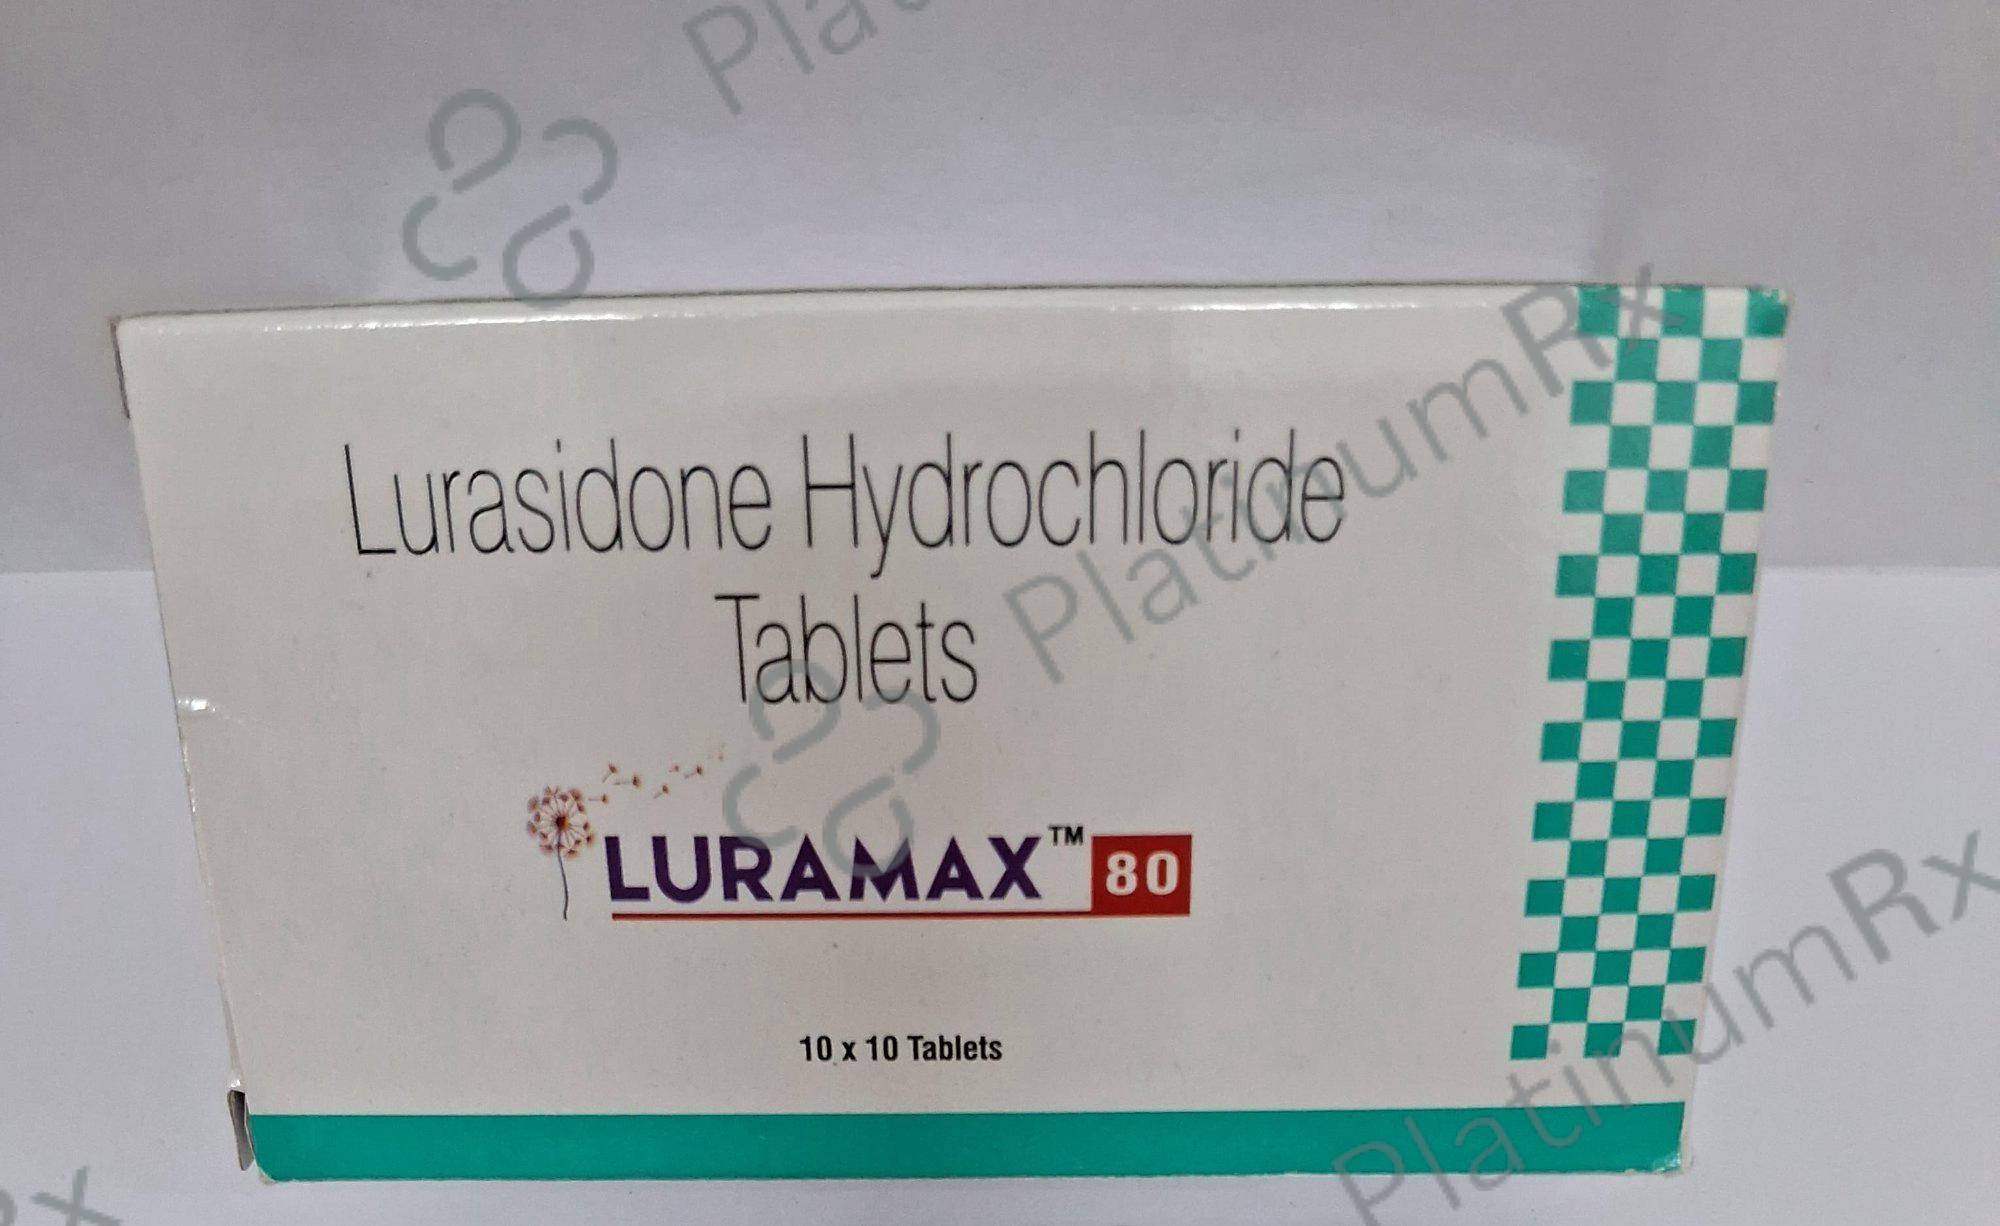 Lurasidone Hydrochloride
Tablets
LURAMAX™ 80
10 x 10 Tablets
PlatinumRx
PlatinumRx